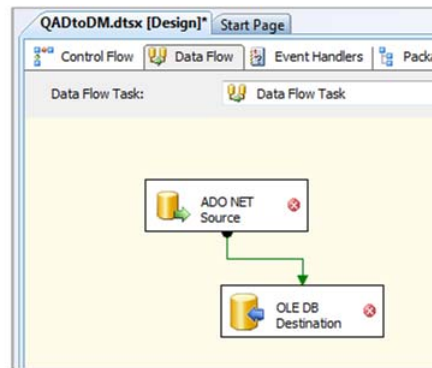 QADtoDM.dtsx [Design]* Start Page
Control Flow Data Flow Event Handlers
Data Flow Task: Data Flow Task
ADO NET
Source
OLE DB
Destination